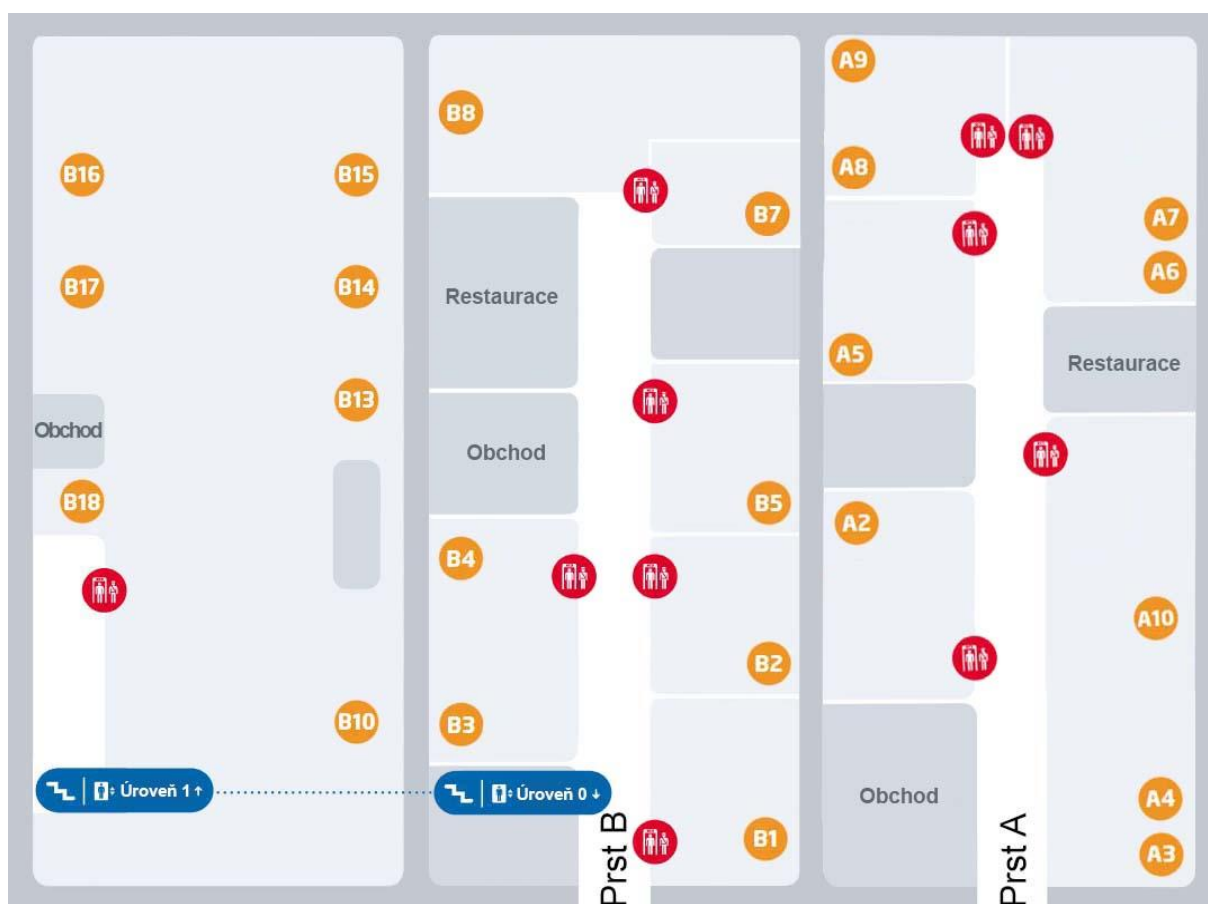 B16
B15
B17
B14
B13
Obchod
B18
B10
Úroveň 1 ↑
B8
B7
Restaurace
Obchod
B5
B4
B2
B3
Úroveň 0 ↓
B1
Prst B
A9
A8
A7
A6
A5
Restaurace
A2
A10
Obchod
A4
A3
Prst A